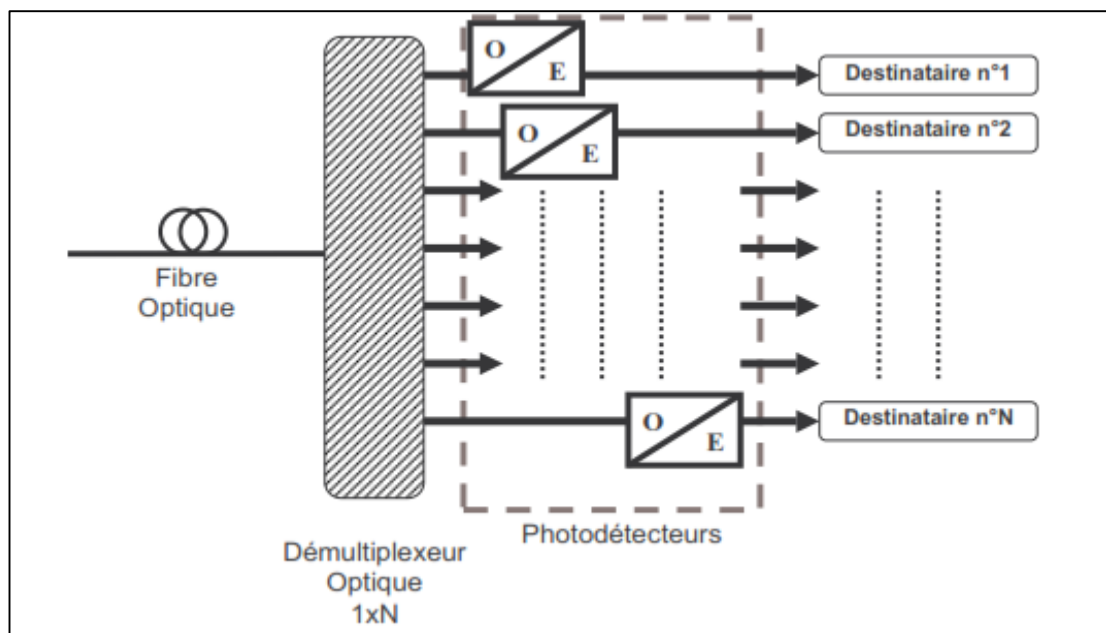 O
E
Destinataire n°1
O
E
Destinataire n°2
Fibre
Optique
O
E
Destinataire n°N
Photodétecteurs
Démultiplexeur
Optique
1xN